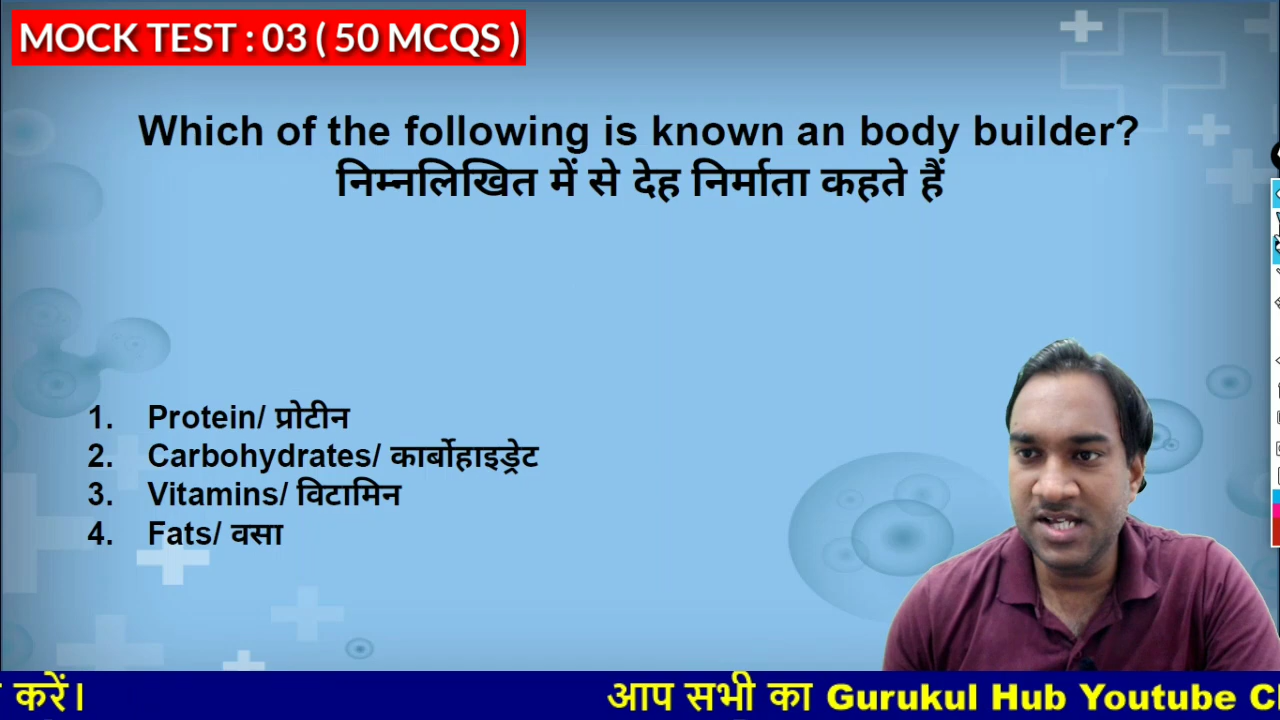 MOCK TEST : 03 ( 50 MCQS )
Which of the following is known an body builder?
निम्नलिखित में से देह निर्माता कहते हैं
1. Protein/ प्रोटीन
2. Carbohydrates/ कार्बोहाइड्रेट
3. Vitamins/ विटामिन
4. Fats/ वसा
करें। आप सभी का Gurukul Hub Youtube